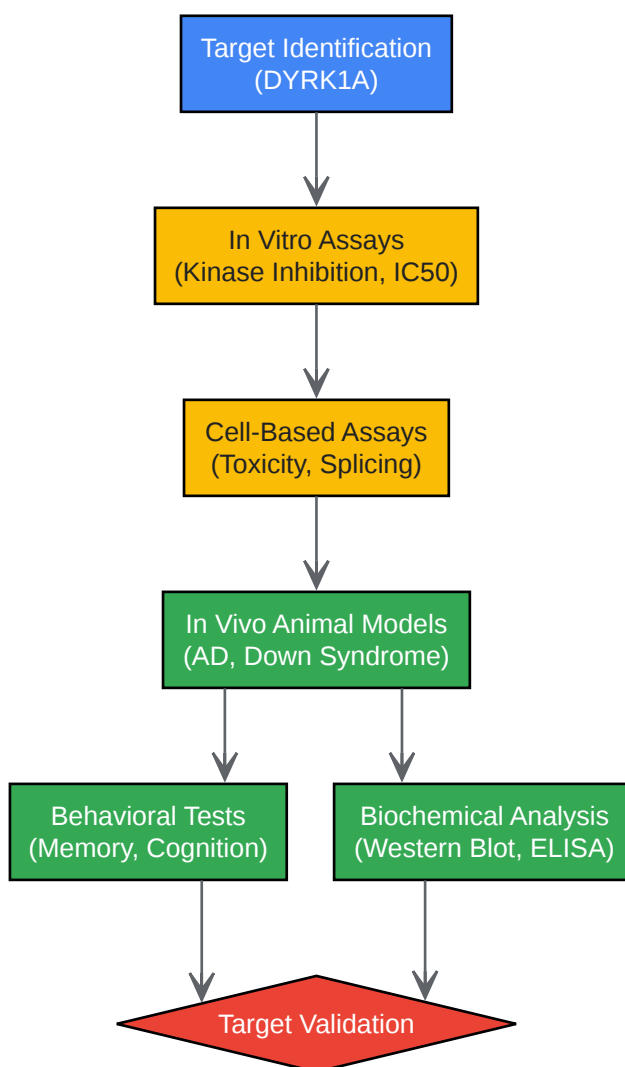 Target Identification
(DYRK1A)
In Vitro Assays
(Kinase Inhibition, IC50)
Cell-Based Assays
(Toxicity, Splicing)
In Vivo Animal Models
(AD, Down Syndrome)
Behavioral Tests
(Memory, Cognition)
Biochemical Analysis
(Western Blot, ELISA)
Target Validation